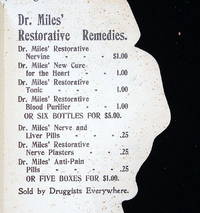 Dr. Miles'
Restorative Remedies.
Dr. Miles' Restorative
Nervine - - - $1.00
Dr. Miles' New Cure
for the Heart - - 1.00
Dr. Miles' Restorative
Tonic - - - - 1.00
Dr. Miles' Restorative
Blood Purifier - - 1.00
OR SIX BOTTLES FOR $5.00.
Dr. Miles' Nerve and
Liver Pills - - - .25
Dr. Miles' Restorative
Nerve Plasters - - .25
Dr. Miles' Anti-Pain
Pills - - - - .25
OR FIVE BOXES FOR $1.00.
Sold by Druggists Everywhere.